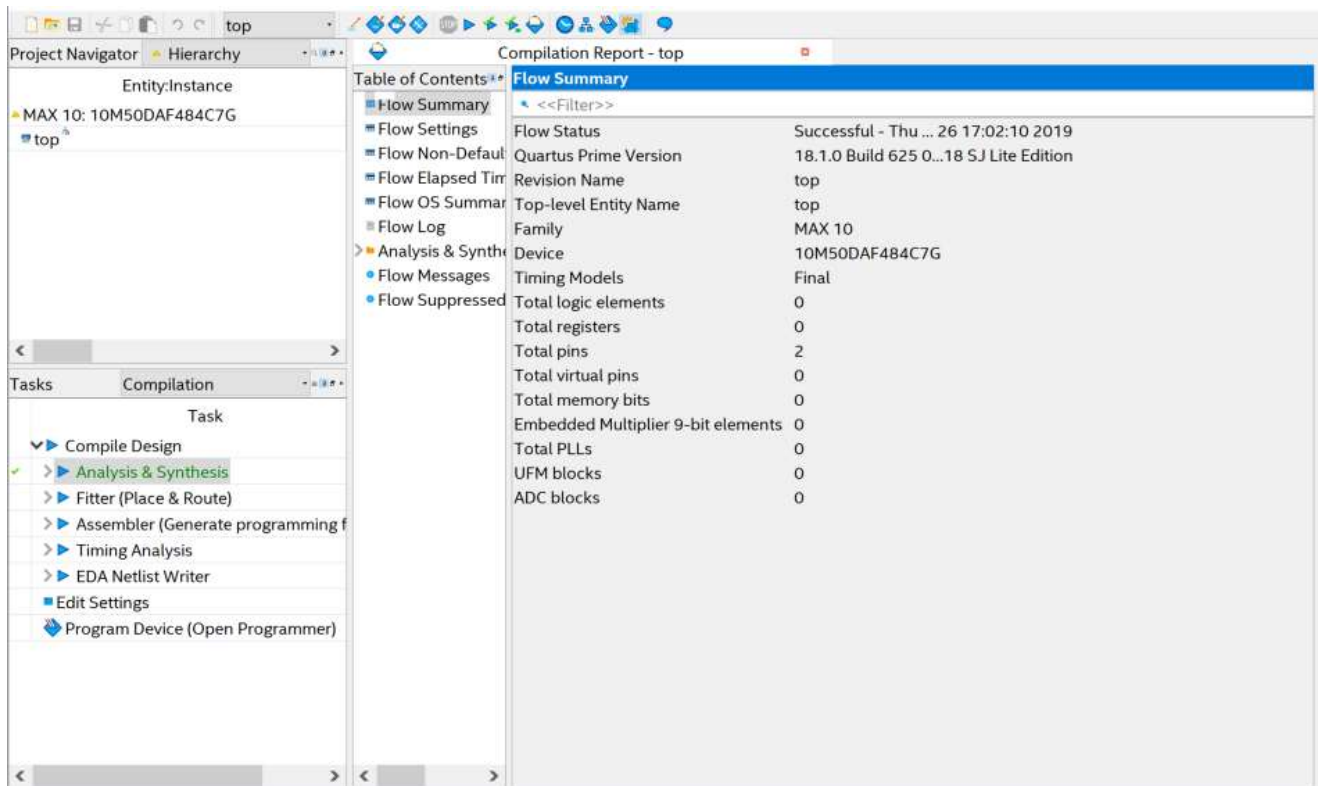 top
Project Navigator
Hierarchy
Entity:Instance
MAX 10: 10M50DAF484C7G
top
Tasks
Compilation
Task
Compile Design
Analysis & Synthesis
Fitter (Place & Route)
Assembler (Generate programming f
Timing Analysis
EDA Netlist Writer
Edit Settings
Program Device (Open Programmer)
Compilation Report - top
Table of Contents
Flow Summary
Flow Settings
Flow Non-Defaul
Flow Elapsed Tim
Flow OS Summar
Flow Log
Analysis & Synthe
Flow Messages
Flow Suppressed
Flow Summary
<<Filter>>
Flow Status Successful - Thu ... 26 17:02:10 2019
Quartus Prime Version 18.1.0 Build 625 0...18 SJ Lite Edition
Revision Name top
Top-level Entity Name top
Family MAX 10
Device 10M50DAF484C7G
Timing Models Final
Total logic elements 0
Total registers 0
Total pins 2
Total virtual pins 0
Total memory bits 0
Embedded Multiplier 9-bit elements 0
Total PLLs 0
UFM blocks 0
ADC blocks 0